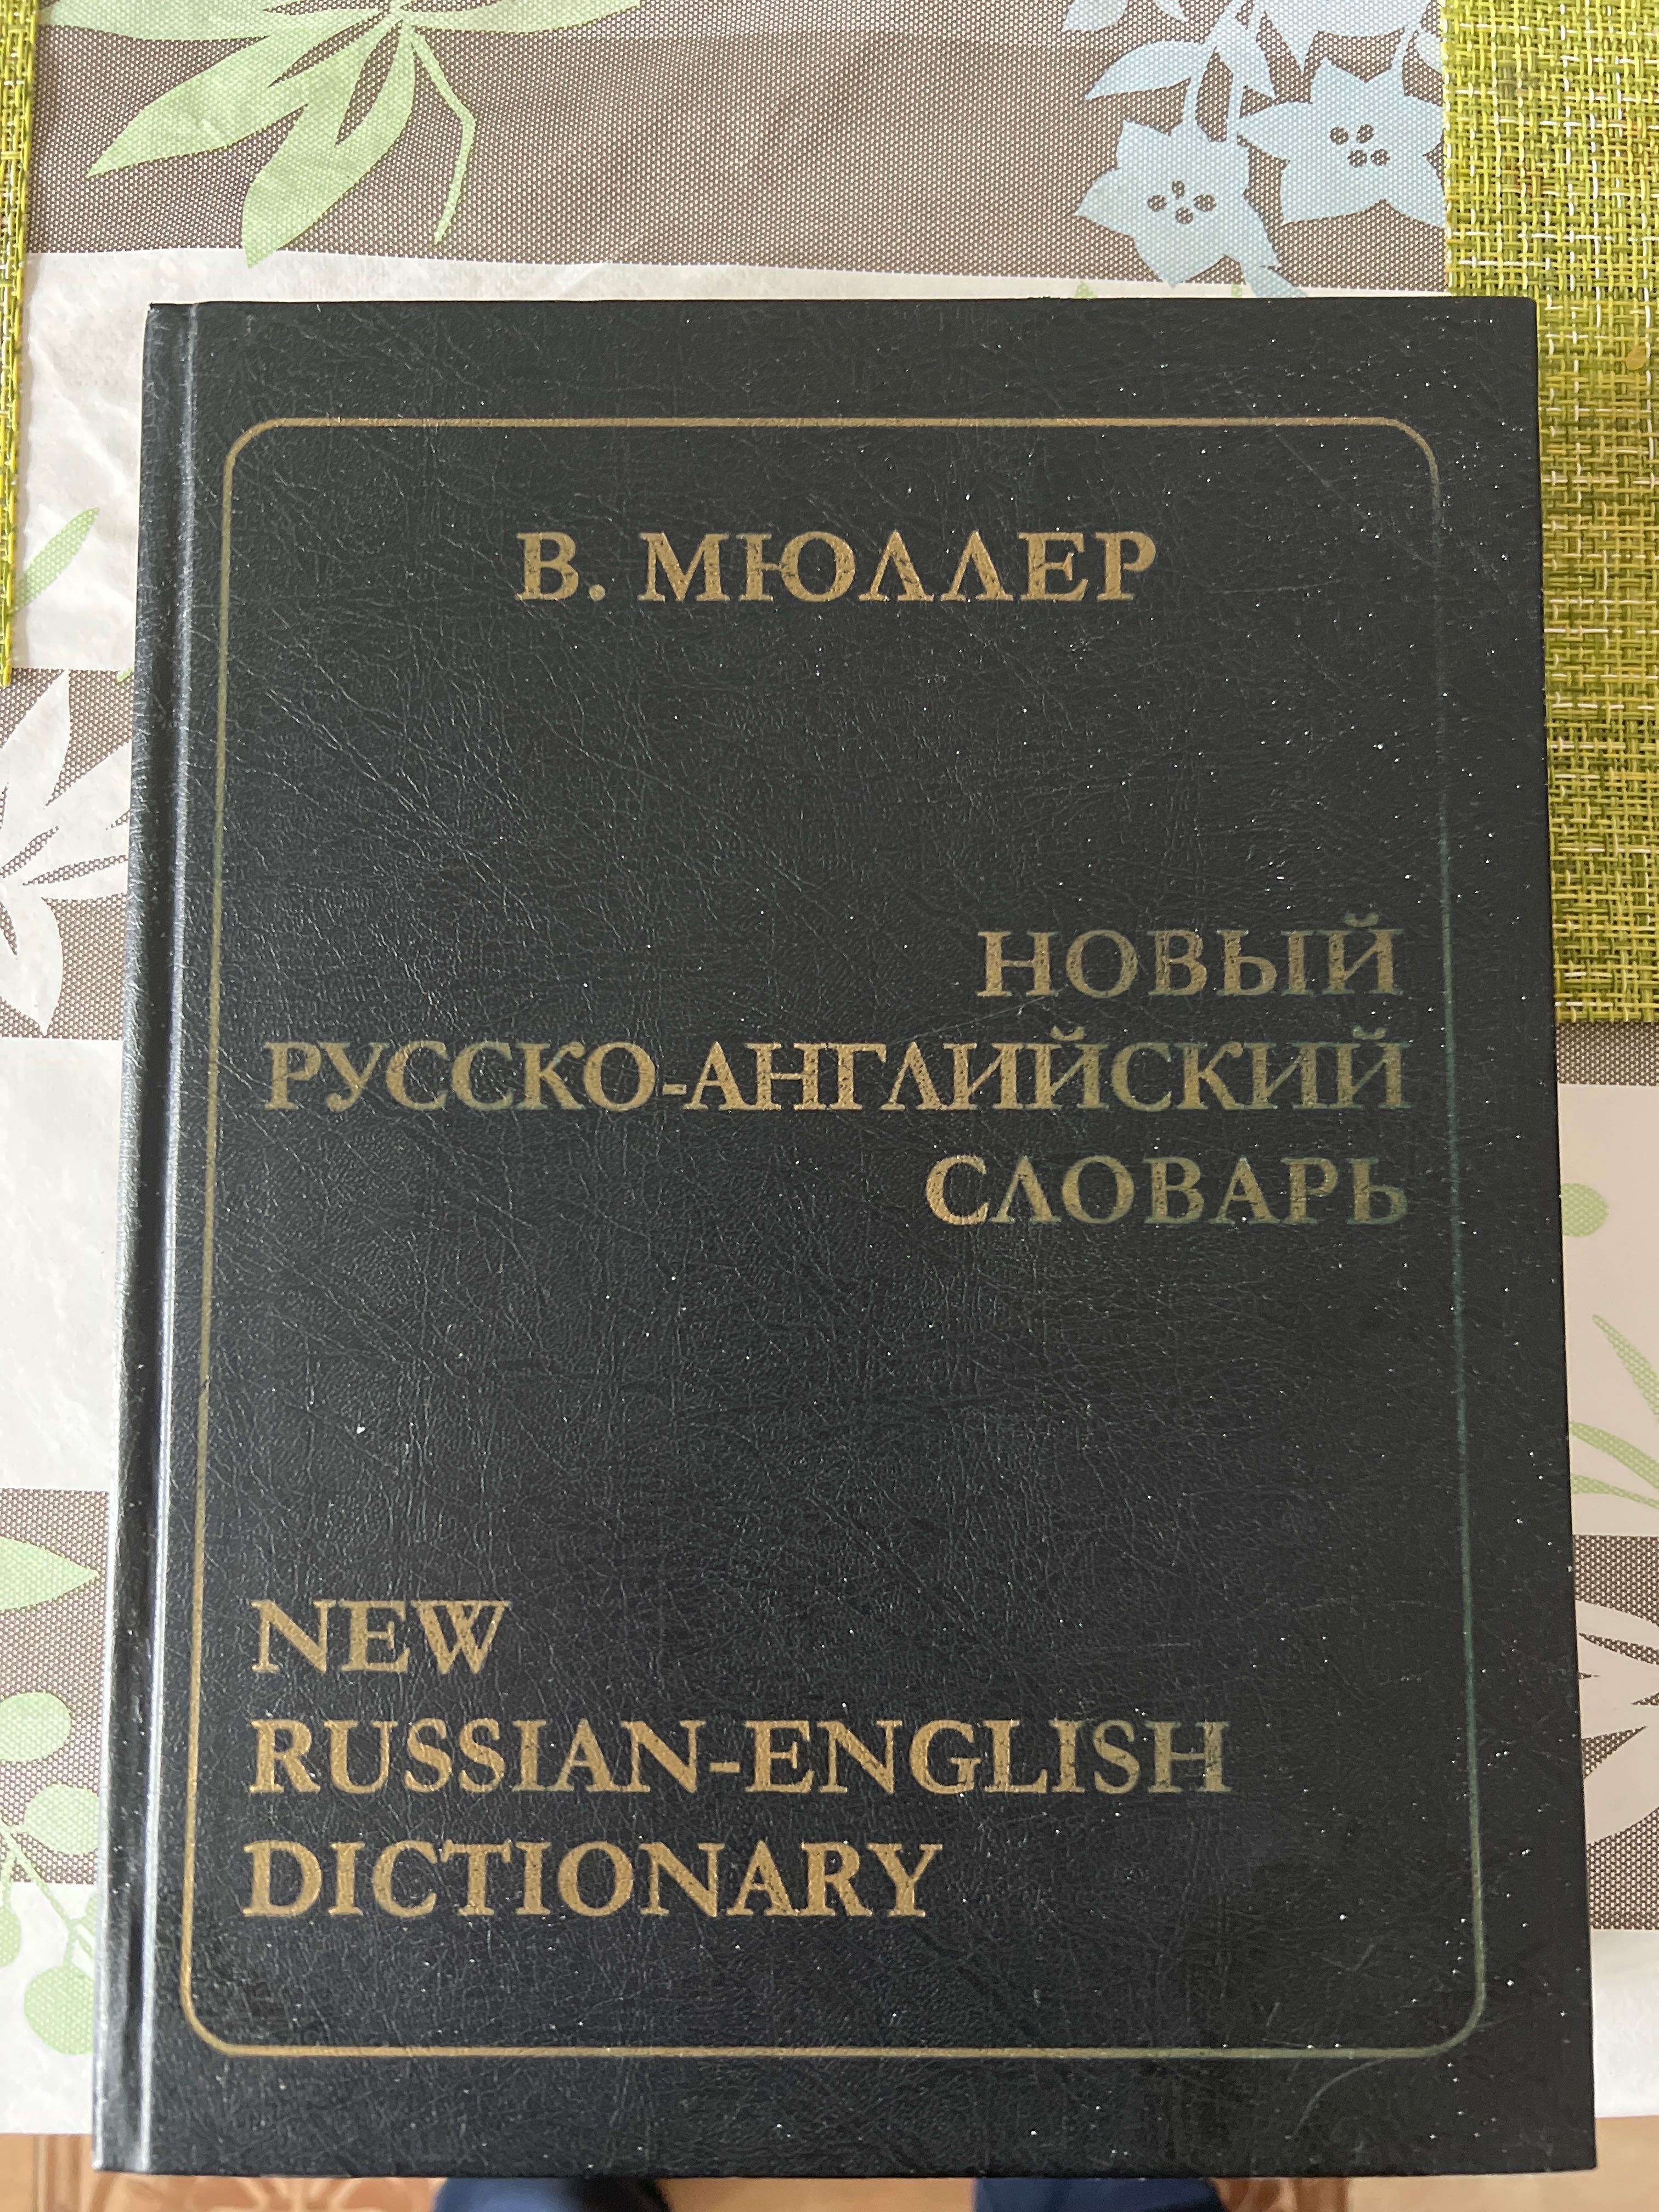 В. МЮЛЛЕР
НОВЫЙ
РУССКО-АНГЛИЙСКИЙ
СЛОВАРЬ
NEW
RUSSIAN-ENGLISH
DICTIONARY